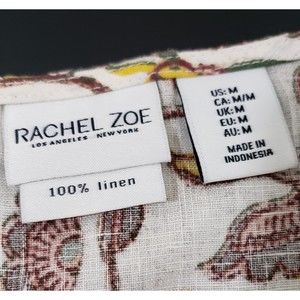 RACHEL ZOE
LOS ANGELES NEW YORK
100% linen
US: M
CA: M/M
UK: M
EU: M
AU: M
MADE IN
INDONESIA